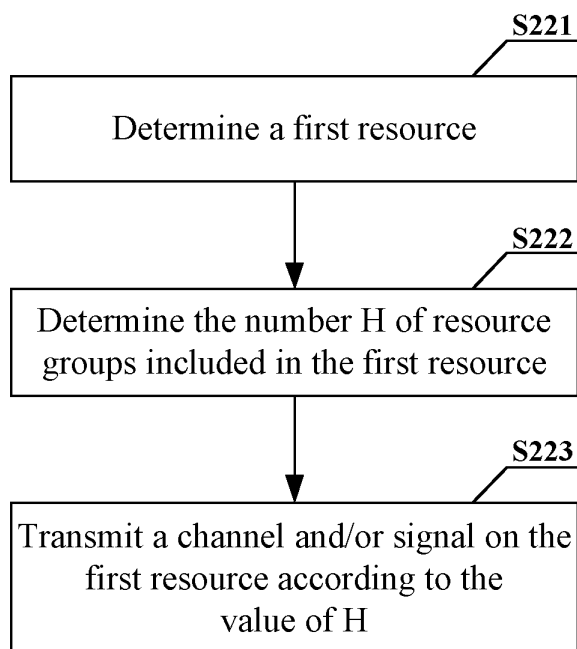 S221
Determine a first resource
S222
Determine the number H of resource
groups included in the first resource
S223
Transmit a channel and/or signal on the
first resource according to the
value of H